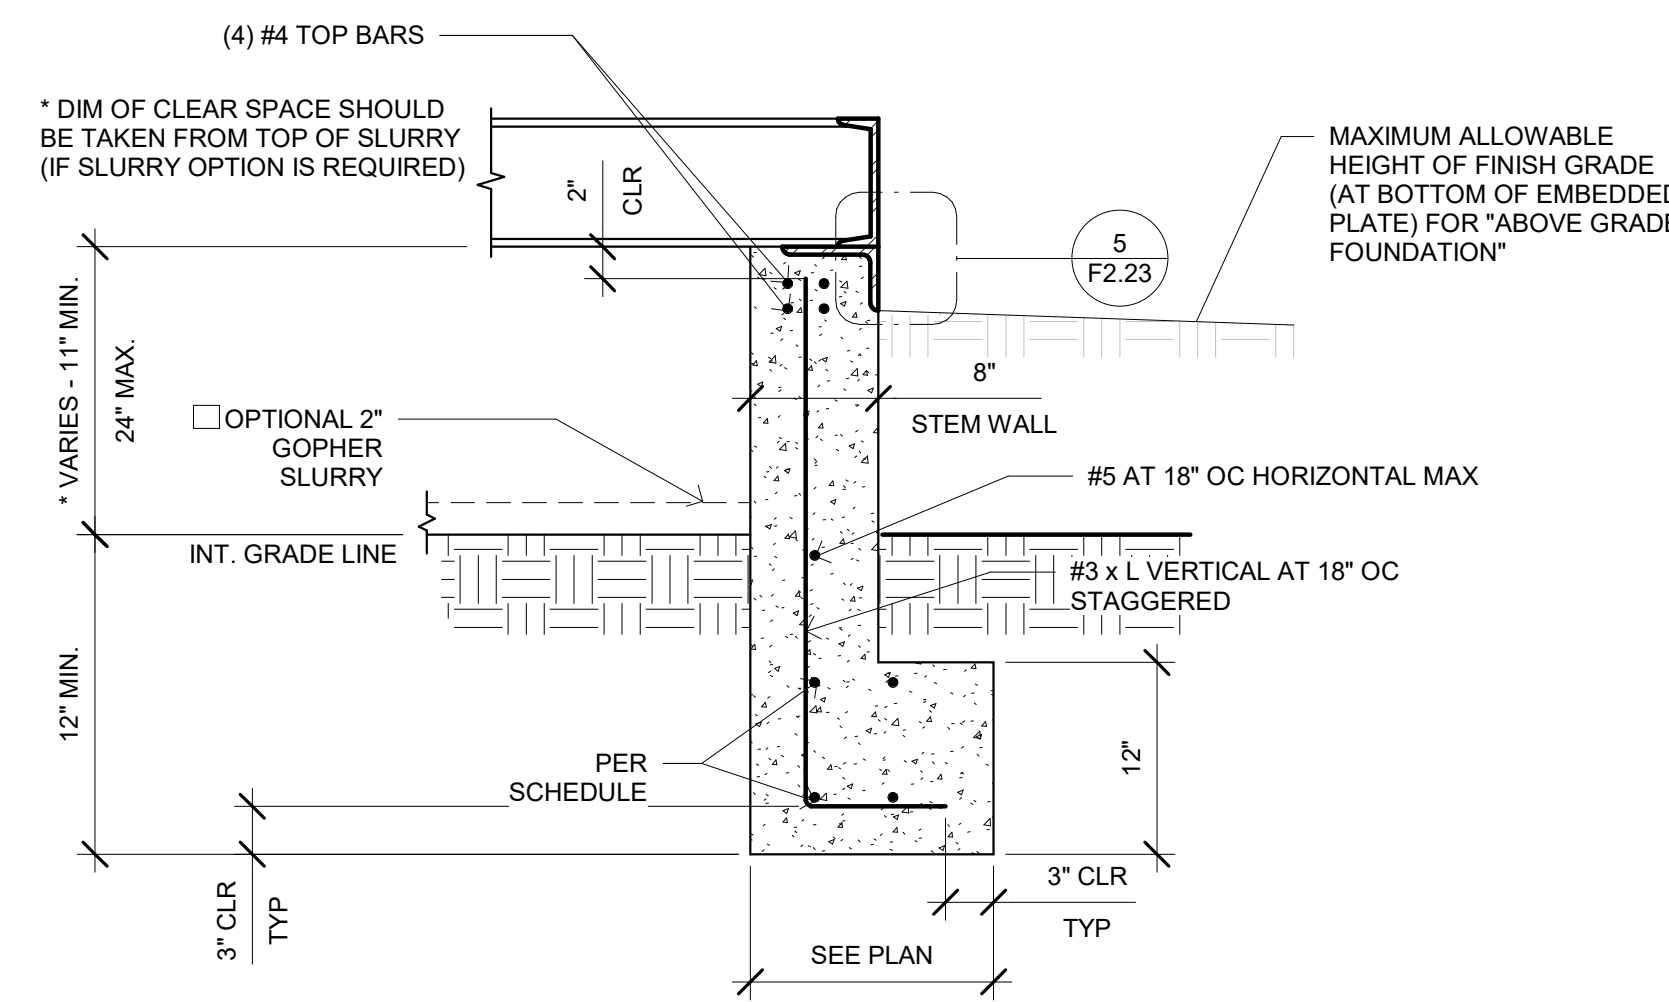 (4) #4 TOP BARS
* DIM OF CLEAR SPACE SHOULD
BE TAKEN FROM TOP OF SLURRY
(IF SLURRY OPTION IS REQUIRED)
2"
CLR
MAXIMUM ALLOWABLE
HEIGHT OF FINISH GRADE
(AT BOTTOM OF EMBEDDED
PLATE) FOR "ABOVE GRADE
FOUNDATION"
5
F2.23
* VARIES - 11" MIN.
24" MAX.
8"
STEM WALL
OPTIONAL 2"
GOPHER
SLURRY
#5 AT 18" OC HORIZONTAL MAX
INT. GRADE LINE
#3 x L VERTICAL AT 18" OC
STAGGERED
12" MIN.
PER
SCHEDULE
12"
3" CLR
TYP
3" CLR
TYP
SEE PLAN